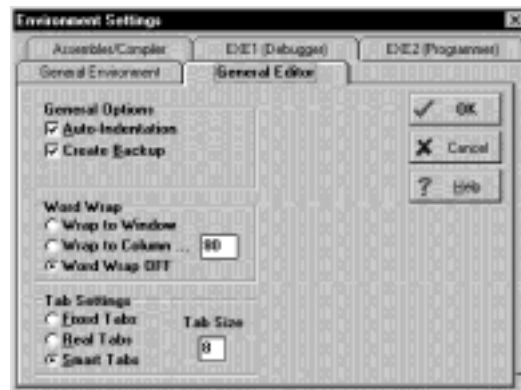 Environment Settings
Assembler/Compiler
EXE1 (Debugger)
EXE2 (Programmer)
General Environment
General Editor
General Options
Auto-Indentation
Create Backup
OK
Cancel
Help
Word Wrap
Wrap to Window
Wrap to Column ... 80
Word Wrap OFF
Tab Settings
Fixed Tabs
Real Tabs
Smart Tabs
Tab Size
8